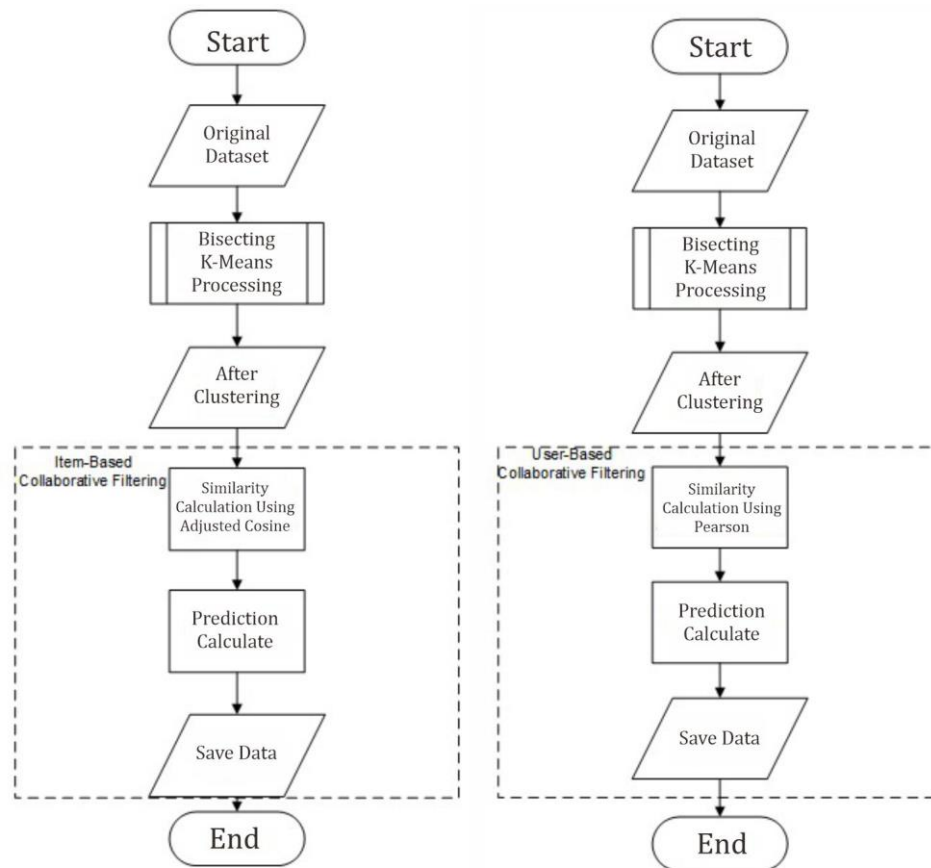 Start
Original
Dataset
Bisecting
K-Means
Processing
After
Clustering
Item-Based
Collaborative Filtering
Similarity
Calculation Using
Adjusted Cosine
Prediction
Calculate
Save Data
End
Start
Original
Dataset
Bisecting
K-Means
Processing
After
Clustering
User-Based
Collaborative Filtering
Similarity
Calculation Using
Pearson
Prediction
Calculate
Save Data
End